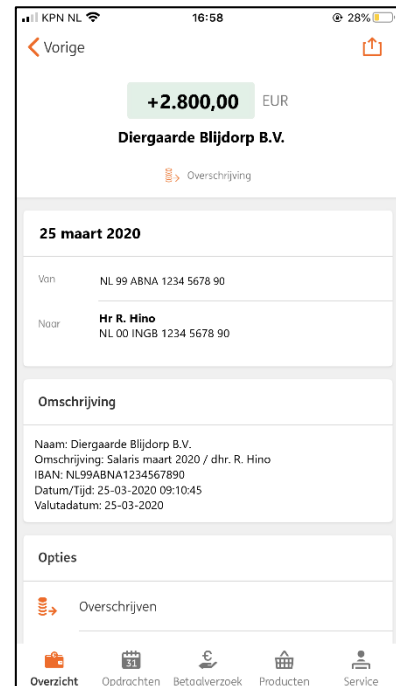 KPN NL 16:58 28%
Vorige
+2.800,00 EUR
Diergaarde Blijdorp B.V.
Overschrijving
25 maart 2020
Van NL 99 ABNA 1234 5678 90
Naar Hr R. Hino
NL 00 INGB 1234 5678 90
Omschrijving
Naam: Diergaarde Blijdorp B.V.
Omschrijving: Salaris maart 2020 / dhr. R. Hino
IBAN: NL99ABNA1234567890
Datum/Tijd: 25-03-2020 09:10:45
Valutadatum: 25-03-2020
Opties
Overschrijven
31
Overzicht Opdrachten Betaalverzoek Producten Service